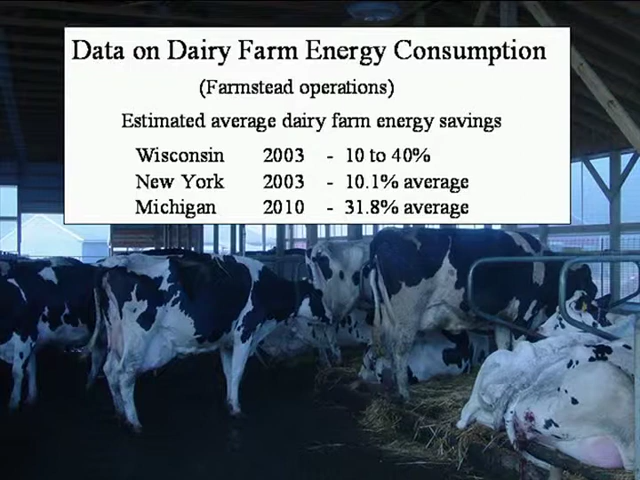 Data on Dairy Farm Energy Consumption
(Farmstead operations)
Estimated average dairy farm energy savings
Wisconsin 2003 - 10 to 40%
New York 2003 - 10.1% average
Michigan 2010 - 31.8% average